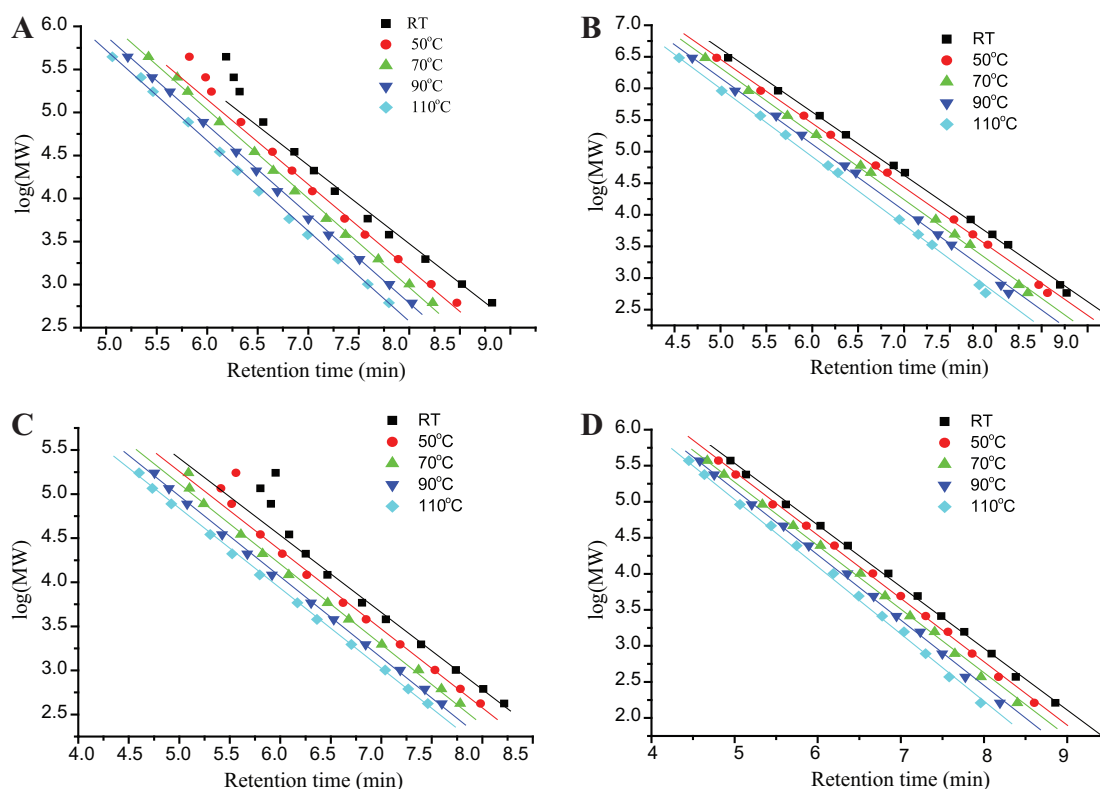 A
log(MW)
6.0
5.5
5.0
4.5
4.0
3.5
3.0
2.5
RT
50°C
70°C
90°C
110°C
5.0 5.5 6.0 6.5 7.0 7.5 8.0 8.5 9.0
Retention time (min)
B
log(MW)
7.0
6.5
6.0
5.5
5.0
4.5
4.0
3.5
3.0
2.5
RT
50°C
70°C
90°C
110°C
4.5 5.0 5.5 6.0 6.5 7.0 7.5 8.0 8.5 9.0
Retention time (min)
C
log(MW)
5.5
5.0
4.5
4.0
3.5
3.0
2.5
RT
50°C
70°C
90°C
110°C
4.0 4.5 5.0 5.5 6.0 6.5 7.0 7.5 8.0 8.5
Retention time (min)
D
log(MW)
6.0
5.5
5.0
4.5
4.0
3.5
3.0
2.5
2.0
RT
50°C
70°C
90°C
110°C
4 5 6 7 8 9
Retention time (min)